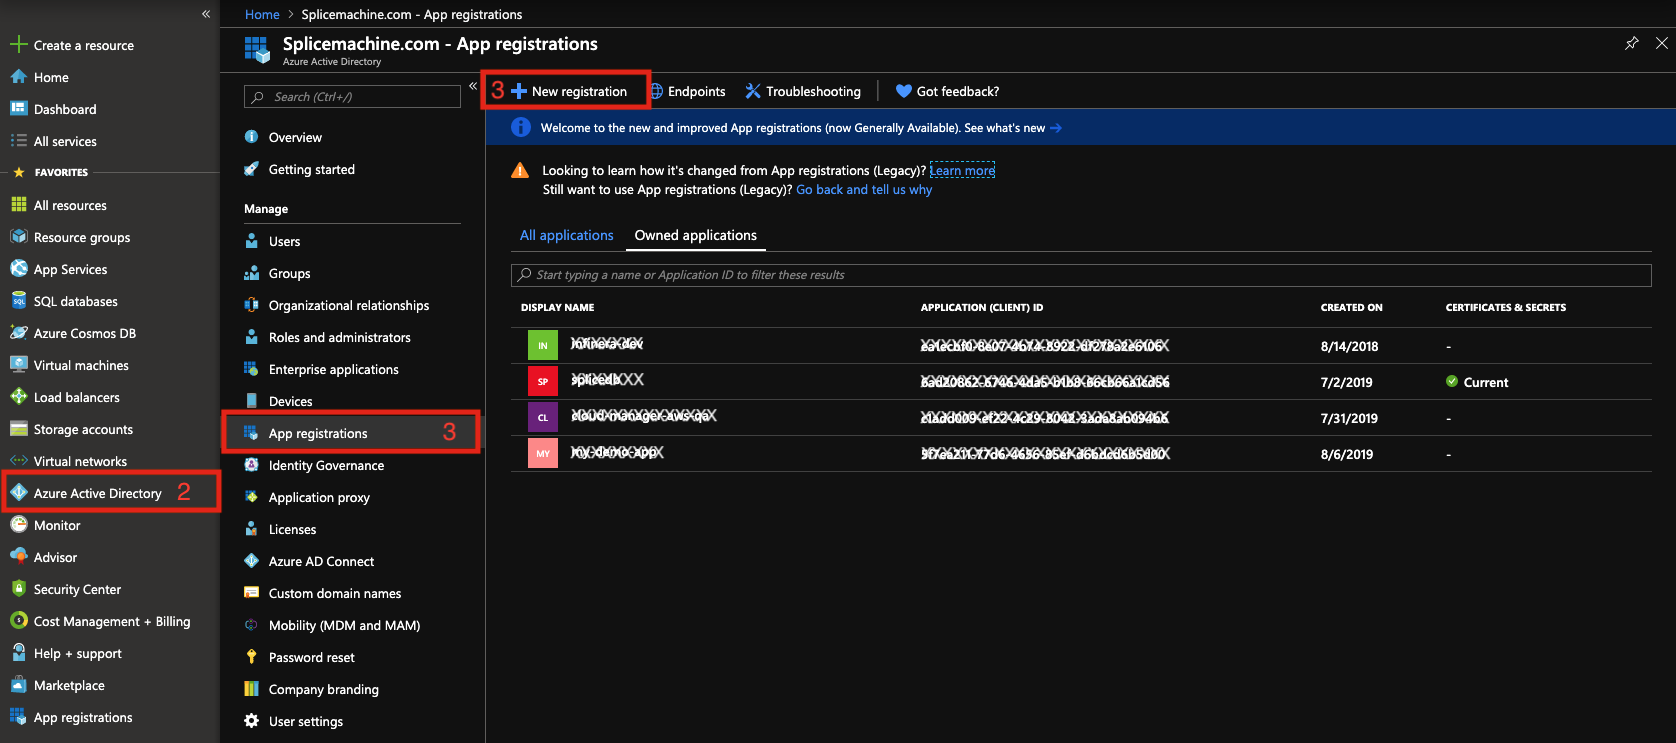 Create a resource
Home
Dashboard
All services
FAVORITES
All resources
Resource groups
App Services
SQL databases
Azure Cosmos DB
Virtual machines
Load balancers
Storage accounts
Virtual networks
Azure Active Directory 2
Monitor
Advisor
Security Center
Cost Management + Billing
Help + support
Marketplace
App registrations
Home > Splicemachine.com - App registrations
Splicemachine.com - App registrations
Azure Active Directory
Search (Ctrl+/)
Overview
Getting started
Manage
Users
Groups
Organizational relationships
Roles and administrators
Enterprise applications
Devices
App registrations 3
Identity Governance
Application proxy
Licenses
Azure AD Connect
Custom domain names
Mobility (MDM and MAM)
Password reset
Company branding
User settings
3 New registration Endpoints Troubleshooting Got feedback?
Welcome to the new and improved App registrations (now Generally Available). See what's new →
Looking to learn how it's changed from App registrations (Legacy)? Learn more
Still want to use App registrations (Legacy)? Go back and tell us why
All applications Owned applications
Start typing a name or Application ID to filter these results
DISPLAY NAME APPLICATION (CLIENT) ID CREATED ON CERTIFICATES & SECRETS
IN 8/14/2018 -
SP 7/2/2019 Current
CL 7/31/2019 -
MY 8/6/2019 -